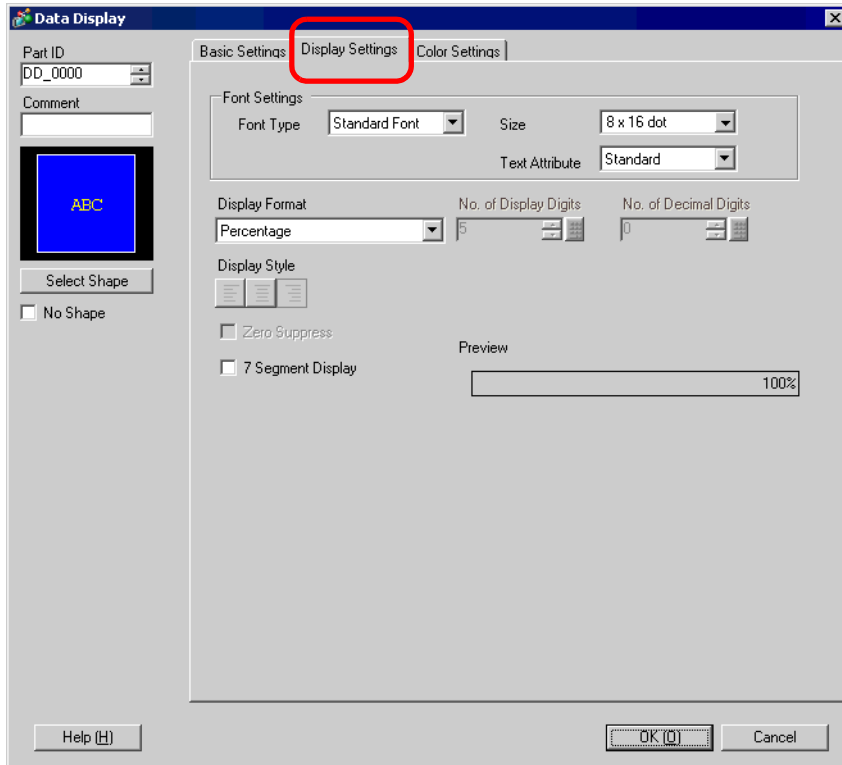 Data Display
Part ID
DD_0000
Comment
ABC
Select Shape
No Shape
Basic Settings Display Settings Color Settings
Font Settings
Font Type Standard Font Size 8 x 16 dot
Text Attribute Standard
Display Format No. of Display Digits No. of Decimal Digits
Percentage 5 0
Display Style
Zero Suppress
7 Segment Display
Preview
100%
Help (H) OK (O) Cancel